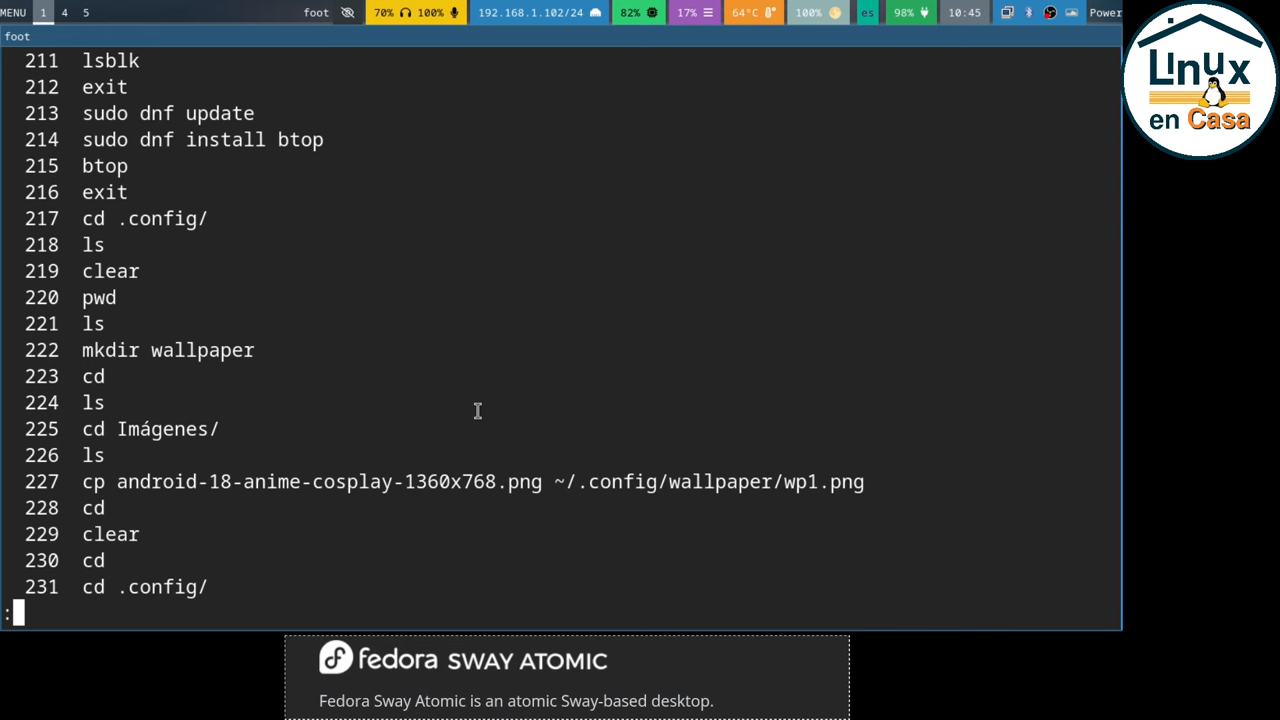 MENU 1 4 5 foot 70% 100% 192.168.1.102/24 82% 17% 64°C 100% es 98% 10:45 Power
foot
211 lsblk
212 exit
213 sudo dnf update
214 sudo dnf install btop
215 btop
216 exit
217 cd .config/
218 ls
219 clear
220 pwd
221 ls
222 mkdir wallpaper
223 cd
224 ls
225 cd Imágenes/
226 ls
227 cp android-18-anime-cosplay-1360x768.png ~/.config/wallpaper/wp1.png
228 cd
229 clear
230 cd
231 cd .config/
:
Linux
en Casa
fedora SWAY ATOMIC
Fedora Sway Atomic is an atomic Sway-based desktop.